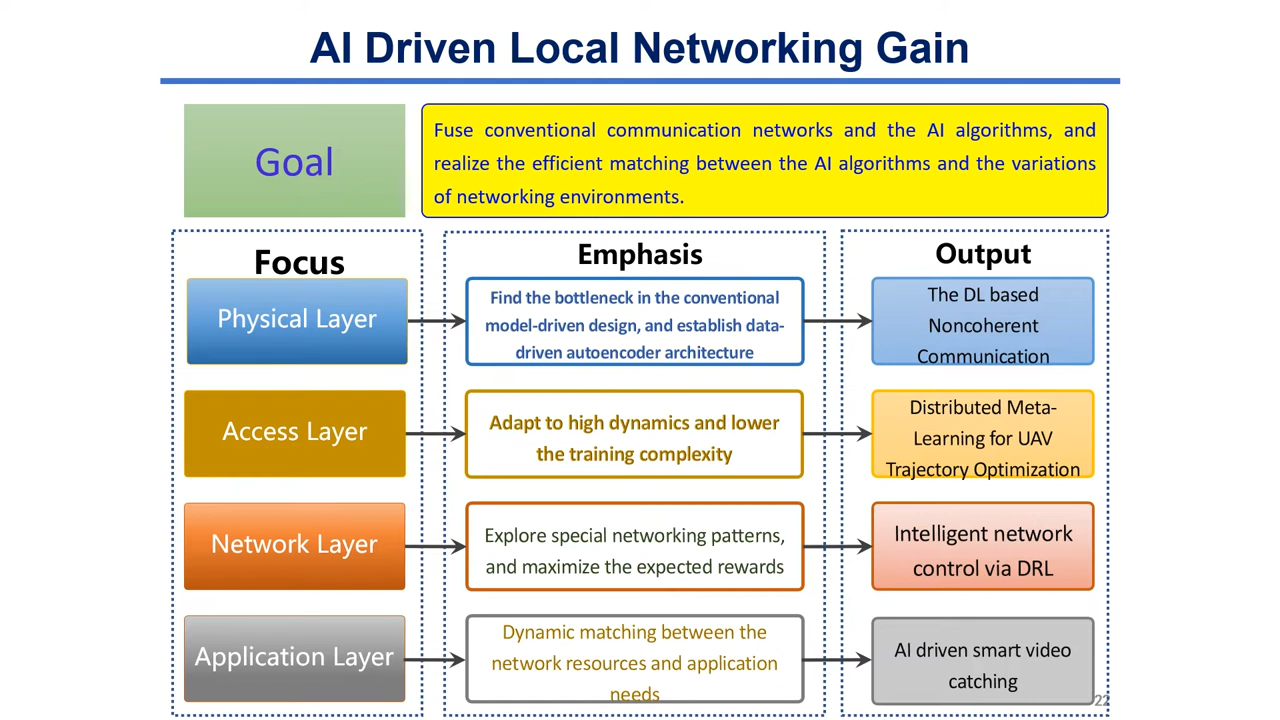 AI Driven Local Networking Gain
Goal
Fuse conventional communication networks and the AI algorithms, and
realize the efficient matching between the AI algorithms and the variations
of networking environments.
Focus
Emphasis
Output
Physical Layer
Find the bottleneck in the conventional
model-driven design, and establish data-
driven autoencoder architecture
The DL based
Noncoherent
Communication
Access Layer
Adapt to high dynamics and lower
the training complexity
Distributed Meta-
Learning for UAV
Trajectory Optimization
Network Layer
Explore special networking patterns,
and maximize the expected rewards
Intelligent network
control via DRL
Application Layer
Dynamic matching between the
network resources and application
needs
AI driven smart video
catching
22